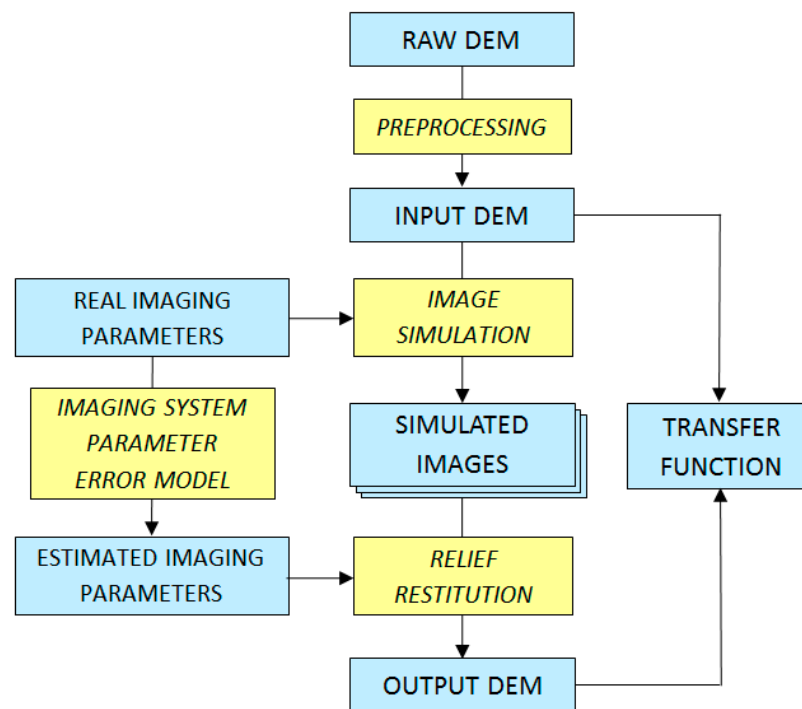 RAW DEM
PREPROCESSING
INPUT DEM
REAL IMAGING
PARAMETERS
IMAGE
SIMULATION
IMAGING SYSTEM
PARAMETER
ERROR MODEL
SIMULATED
IMAGES
TRANSFER
FUNCTION
ESTIMATED IMAGING
PARAMETERS
RELIEF
RESTITUTION
OUTPUT DEM